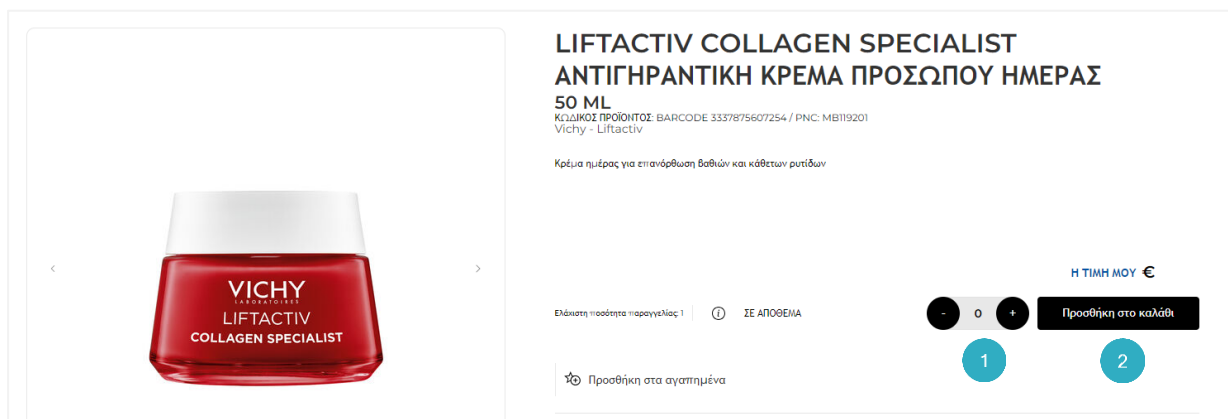 LIFTACTIV COLLAGEN SPECIALIST
ΑΝΤΙΓΗΡΑΝΤΙΚΗ ΚΡΕΜΑ ΠΡΟΣΩΠΟΥ ΗΜΕΡΑΣ
50 ML
ΚΩΔΙΚΟΣ ΠΡΟΪΟΝΤΟΣ: BARCODE 3337875607254 / PNC: MB119201
Vichy - Liftactiv
Κρέμα ημέρας για επανόρθωση βαθιών και κάθετων ρυτίδων
VICHY
LABORATOIRES
LIFTACTIV
COLLAGEN SPECIALIST
Η ΤΙΜΗ ΜΟΥ €
Ελάχιστη ποσότητα παραγγελίας: 1 i ΣΕ ΑΠΟΘΕΜΑ - 0 + Προσθήκη στο καλάθι
1 2
Προσθήκη στα αγαπημένα